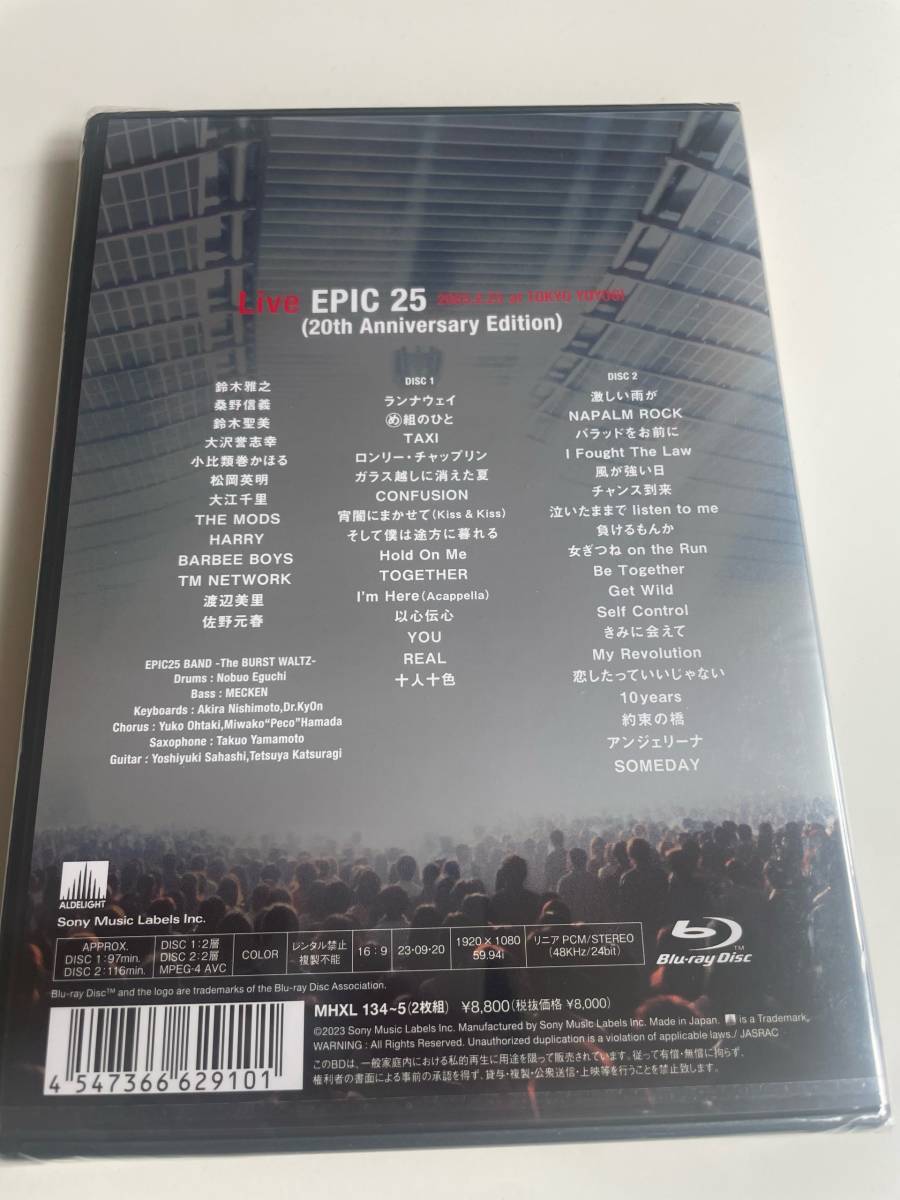 Live EPIC 25 2003.2.23 at TOKYO YOYOGI
(20th Anniversary Edition)
鈴木雅之
桑野信義
鈴木聖美
大沢誉志幸
小比類巻かほる
松岡英明
大江千里
THE MODS
HARRY
BARBEE BOYS
TM NETWORK
渡辺美里
佐野元春
EPIC25 BAND -The BURST WALTZ-
Drums : Nobuo Eguchi
Bass : MECKEN
Keyboards : Akira Nishimoto,Dr.KyOn
Chorus : Yuko Ohtaki,Miwako“Peco”Hamada
Saxophone : Takuo Yamamoto
Guitar : Yoshiyuki Sahashi,Tetsuya Katsuragi
DISC 1
ランナウェイ
め組のひと
TAXI
ロンリー・チャップリン
ガラス越しに消えた夏
CONFUSION
宵闇にまかせて(Kiss & Kiss)
そして僕は途方に暮れる
Hold On Me
TOGETHER
I'm Here(Acappella)
以心伝心
YOU
REAL
十人十色
DISC 2
激しい雨が
NAPALM ROCK
バラッドをお前に
I Fought The Law
風が強い日
チャンス到来
泣いたままで listen to me
負けるもんか
女ぎつね on the Run
Be Together
Get Wild
Self Control
きみに会えて
My Revolution
恋したっていいじゃない
10years
約束の橋
アンジェリーナ
SOMEDAY
ALDELIGHT
Sony Music Labels Inc.
APPROX.
DISC 1:97min.
DISC 2:116min.
DISC 1:2層
DISC 2:2層
MPEG-4 AVC
COLOR
レンタル禁止
複製不能
16:9
23・09・20
1920×1080
59.94i
リニアPCM/STEREO
(48KHz/24bit)
Blu-ray Disc™
Blu-ray Disc™ and the logo are trademarks of the Blu-ray Disc Association.
MHXL 134~5(2枚組) ¥8,800(税抜価格 ¥8,000)
©2023 Sony Music Labels Inc. Manufactured by Sony Music Labels Inc. Made in Japan. is a Trademark.
WARNING : All Rights Reserved. Unauthorized duplication is a violation of applicable laws./ JASRAC
このBDは、一般家庭内における私的再生に用途を限って販売されています。従って有償・無償に拘らず、
権利者の書面による事前の承認を得ず、貸与・複製・公衆送信・上映等を行うことを禁止致します。
4 547366 629101